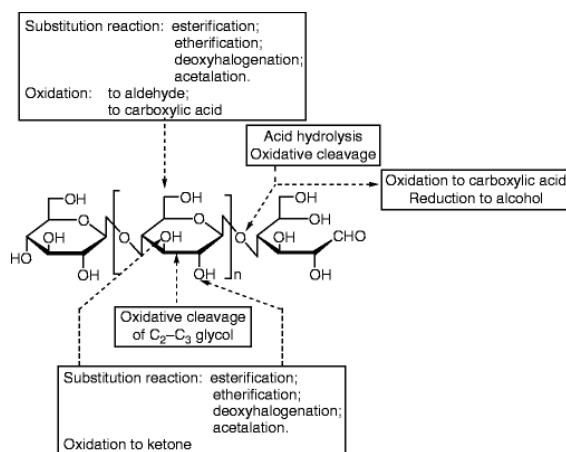 Substitution reaction: esterification;
etherification;
deoxyhalogenation;
acetalation.
Oxidation: to aldehyde;
to carboxylic acid
Acid hydrolysis
Oxidative cleavage
Oxidation to carboxylic acid
Reduction to alcohol
OH
O
OH
HO
OH
O
OH
O
OH
OH
n
O
OH
OH
OH
CHO
OH
Oxidative cleavage
of C₂–C₃ glycol
Substitution reaction: esterification;
etherification;
deoxyhalogenation;
acetalation.
Oxidation to ketone